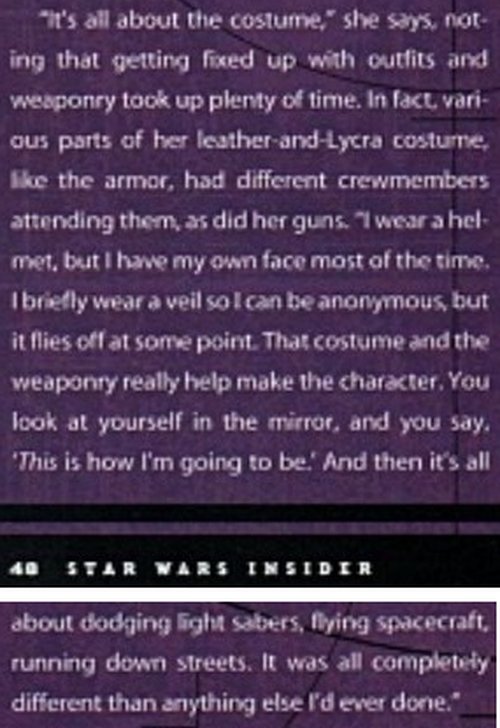 "It's all about the costume," she says, not-
ing that getting fixed up with outfits and
weaponry took up plenty of time. In fact, vari-
ous parts of her leather-and-Lycra costume,
like the armor, had different crewmembers
attending them, as did her guns. "I wear a hel-
met, but I have my own face most of the time.
I briefly wear a veil so I can be anonymous, but
it flies off at some point. That costume and the
weaponry really help make the character. You
look at yourself in the mirror, and you say,
'This is how I'm going to be.' And then it's all
48 STAR WARS INSIDER
about dodging light sabers, flying spacecraft,
running down streets. It was all completely
different than anything else I'd ever done."